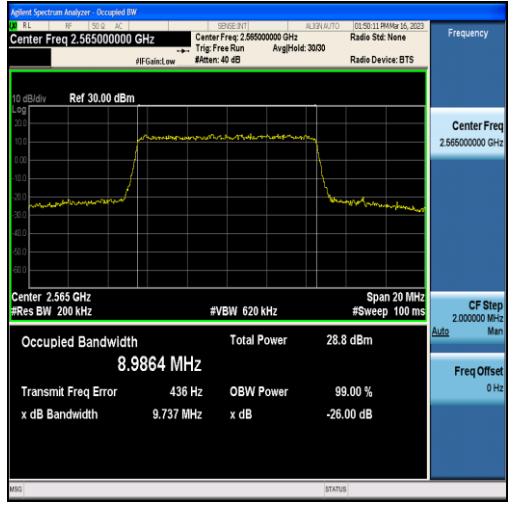 Agilent Spectrum Analyzer - Occupied BW
RL RF 50 Ω AC SENSE:INT ALIGN AUTO 01:50:11 PM Mar 16, 2023
Center Freq 2.565000000 GHz
Center Freq: 2.565000000 GHz
Radio Std: None
Trig: Free Run Avg|Hold: 30/30
#IFGain:Low #Atten: 40 dB Radio Device: BTS
Frequency
10 dB/div Ref 30.00 dBm
Log
20.0
10.0
0.00
-10.0
-20.0
-30.0
-40.0
-50.0
-60.0
Center Freq
2.565000000 GHz
Center 2.565 GHz Span 20 MHz
#Res BW 200 kHz #VBW 620 kHz #Sweep 100 ms
CF Step
2.000000 MHz
Auto Man
Occupied Bandwidth Total Power 28.8 dBm
8.9864 MHz
Freq Offset
0 Hz
Transmit Freq Error 436 Hz OBW Power 99.00 %
x dB Bandwidth 9.737 MHz x dB -26.00 dB
MSG STATUS